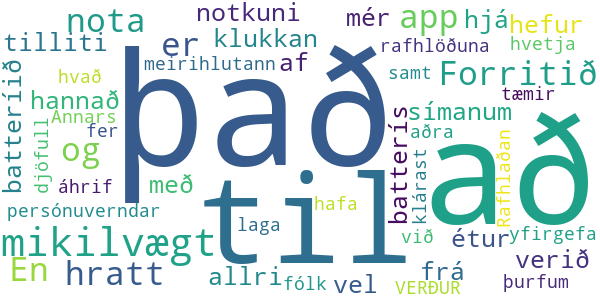 notkuni
mér
app
hjá
hefur
nota
tilliti
er
klukkan
rafhlöðuna
hvetja
meirihlutann
af
samt
Forritið
tæmir
hvað
það
batteríið
hannað
Annars
fer
djöfull
símanum
aðra
að
og
áhrif
með
til
batterís
klárast
Rafhlaðan
persónuverndar
hafa
laga
við
étur
yfirgefa
mikilvægt
En
hratt
allri
fólk
vel
frá
VERÐUR
verið
þurfum